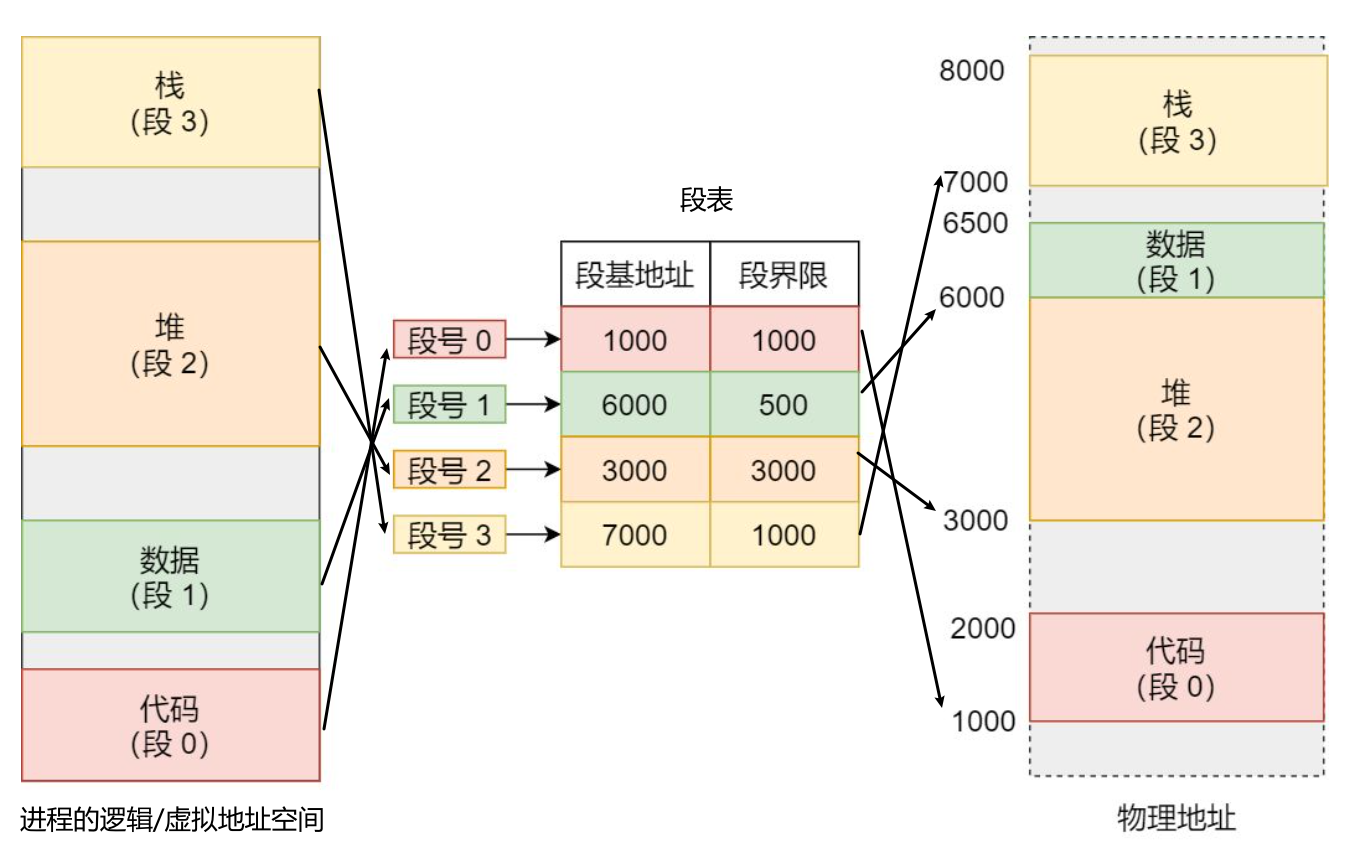 栈
(段 3)
堆
(段 2)
数据
(段 1)
代码
(段 0)
进程的逻辑/虚拟地址空间
段号 0
段号 1
段号 2
段号 3
段表
段基地址 段界限
1000 1000
6000 500
3000 3000
7000 1000
8000
7000
6500
6000
3000
2000
1000
栈
(段 3)
数据
(段 1)
堆
(段 2)
代码
(段 0)
物理地址